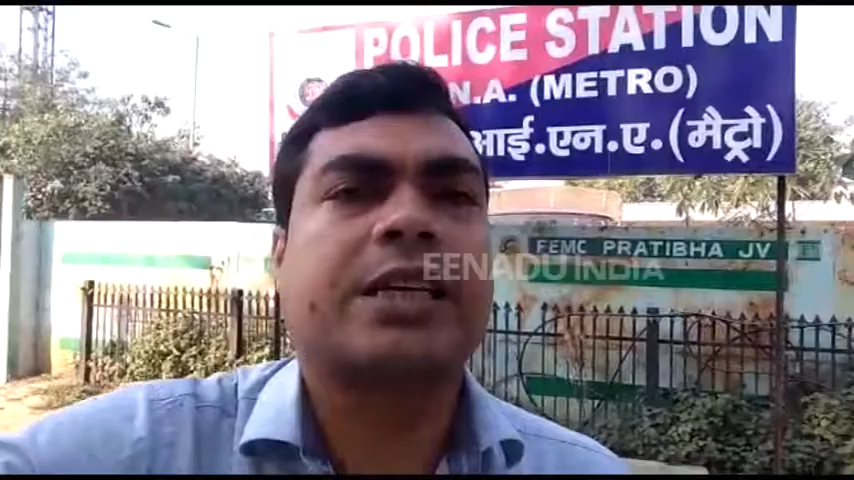 POLICE STATION
N.A. (METRO)
आई.एन.ए. (मैट्रो)
EENADU INDIA
FEMC PRATIBHA JV